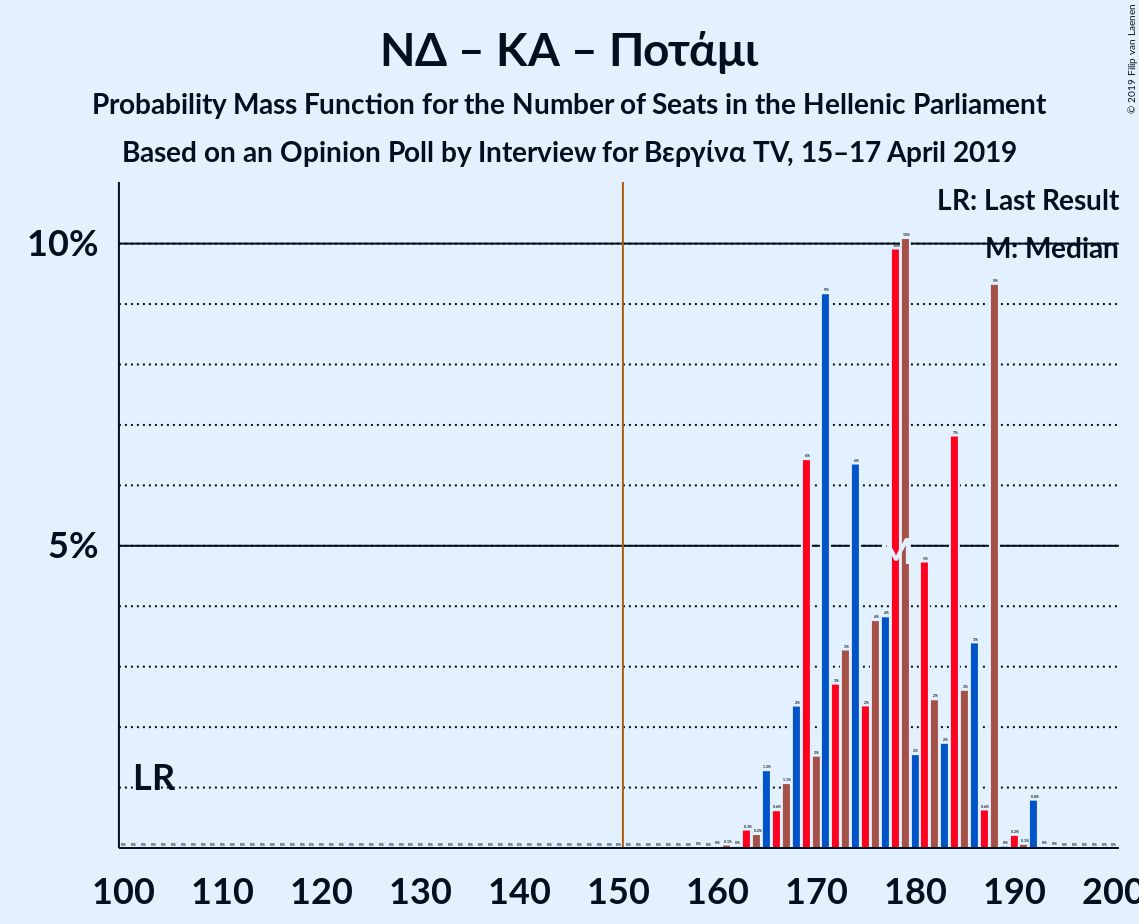 ΝΔ – ΚΑ – Ποτάμι
Probability Mass Function for the Number of Seats in the Hellenic Parliament
Based on an Opinion Poll by Interview for Βεργίνα TV, 15–17 April 2019
© 2019 Filip van Laenen
LR: Last Result
M: Median
10%
5%
LR
M
100 110 120 130 140 150 160 170 180 190 200